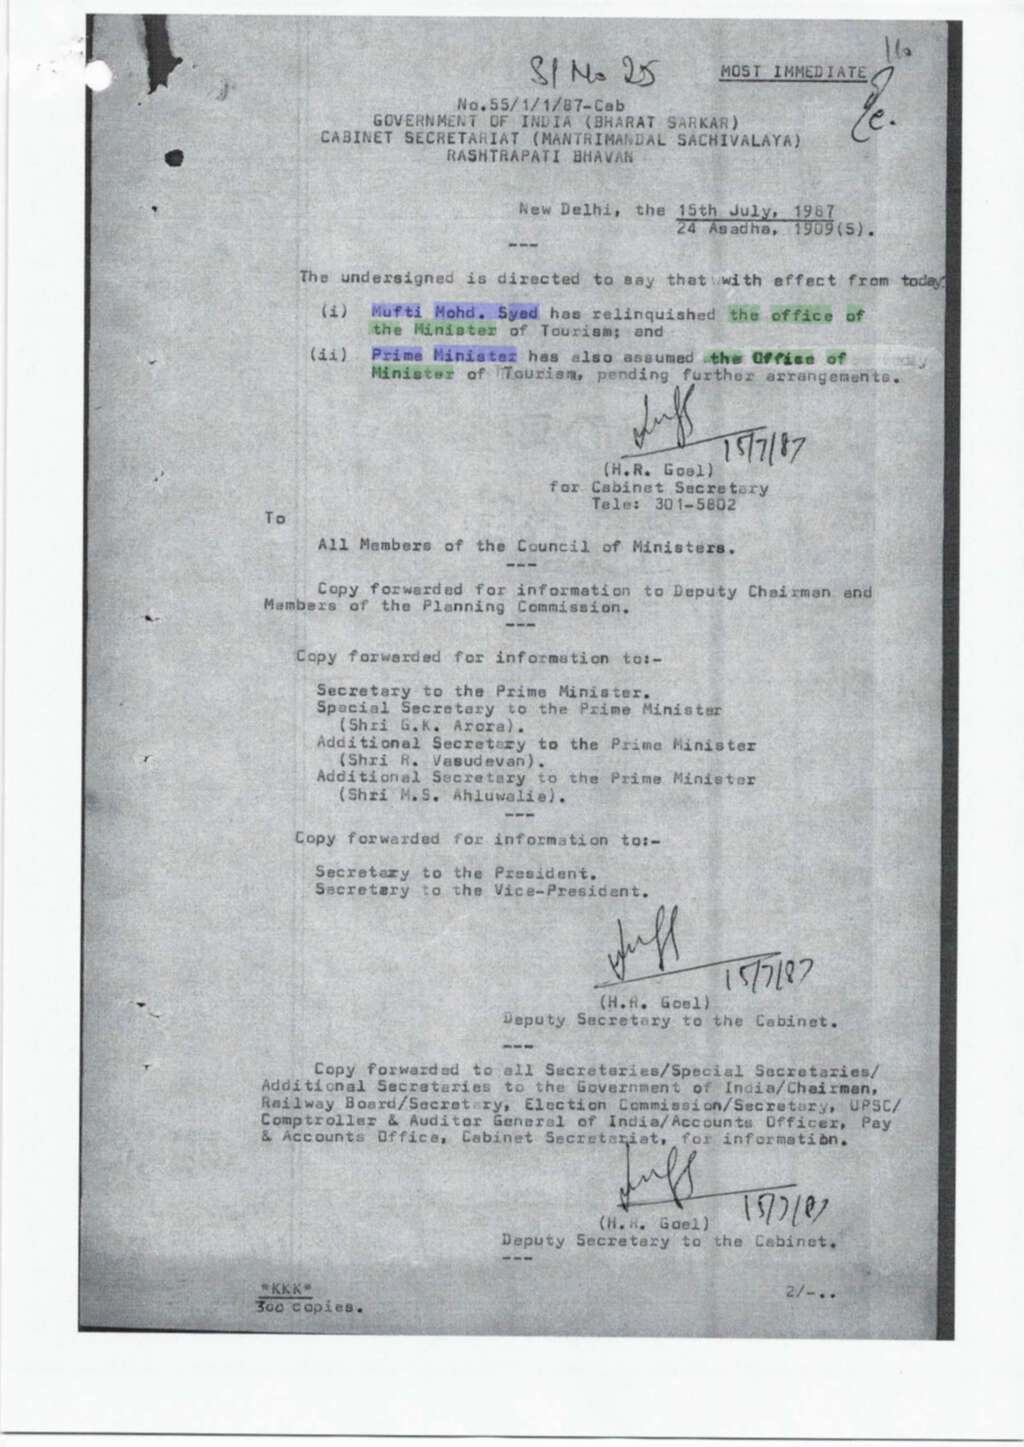 110
Sl No 25
MOST IMMEDIATE
No.55/1/1/87-Cab
GOVERNMENT OF INDIA (BHARAT SARKAR)
CABINET SECRETARIAT (MANTRIMANDAL SACHIVALAYA)
RASHTRAPATI BHAVAN
New Delhi, the 15th July, 1987
24 Asadha, 1909(S).
---
The undersigned is directed to say that with effect from today:
(i) Mufti Mohd. Syed has relinquished the office of
the Minister of Tourism; and
(ii) Prime Minister has also assumed the Office of
Minister of Tourism, pending further arrangements.
15/7/87
(H.R. Goel)
for Cabinet Secretary
Tele: 301-5802
To
All Members of the Council of Ministers.
---
Copy forwarded for information to Deputy Chairman and
Members of the Planning Commission.
---
Copy forwarded for information to:-
Secretary to the Prime Minister.
Special Secretary to the Prime Minister
(Shri G.K. Arora).
Additional Secretary to the Prime Minister
(Shri R. Vasudevan).
Additional Secretary to the Prime Minister
(Shri M.S. Ahluwalia).
---
Copy forwarded for information to:-
Secretary to the President.
Secretary to the Vice-President.
15/7/87
(H.R. Goel)
Deputy Secretary to the Cabinet.
---
Copy forwarded to all Secretaries/Special Secretaries/
Additional Secretaries to the Government of India/Chairman,
Railway Board/Secretary, Election Commission/Secretary, UPSC/
Comptroller & Auditor General of India/Accounts Officer, Pay
& Accounts Office, Cabinet Secretariat, for information.
15/7/87
(H.R. Goel)
Deputy Secretary to the Cabinet.
---
*KKK*
300 copies.
2/-..